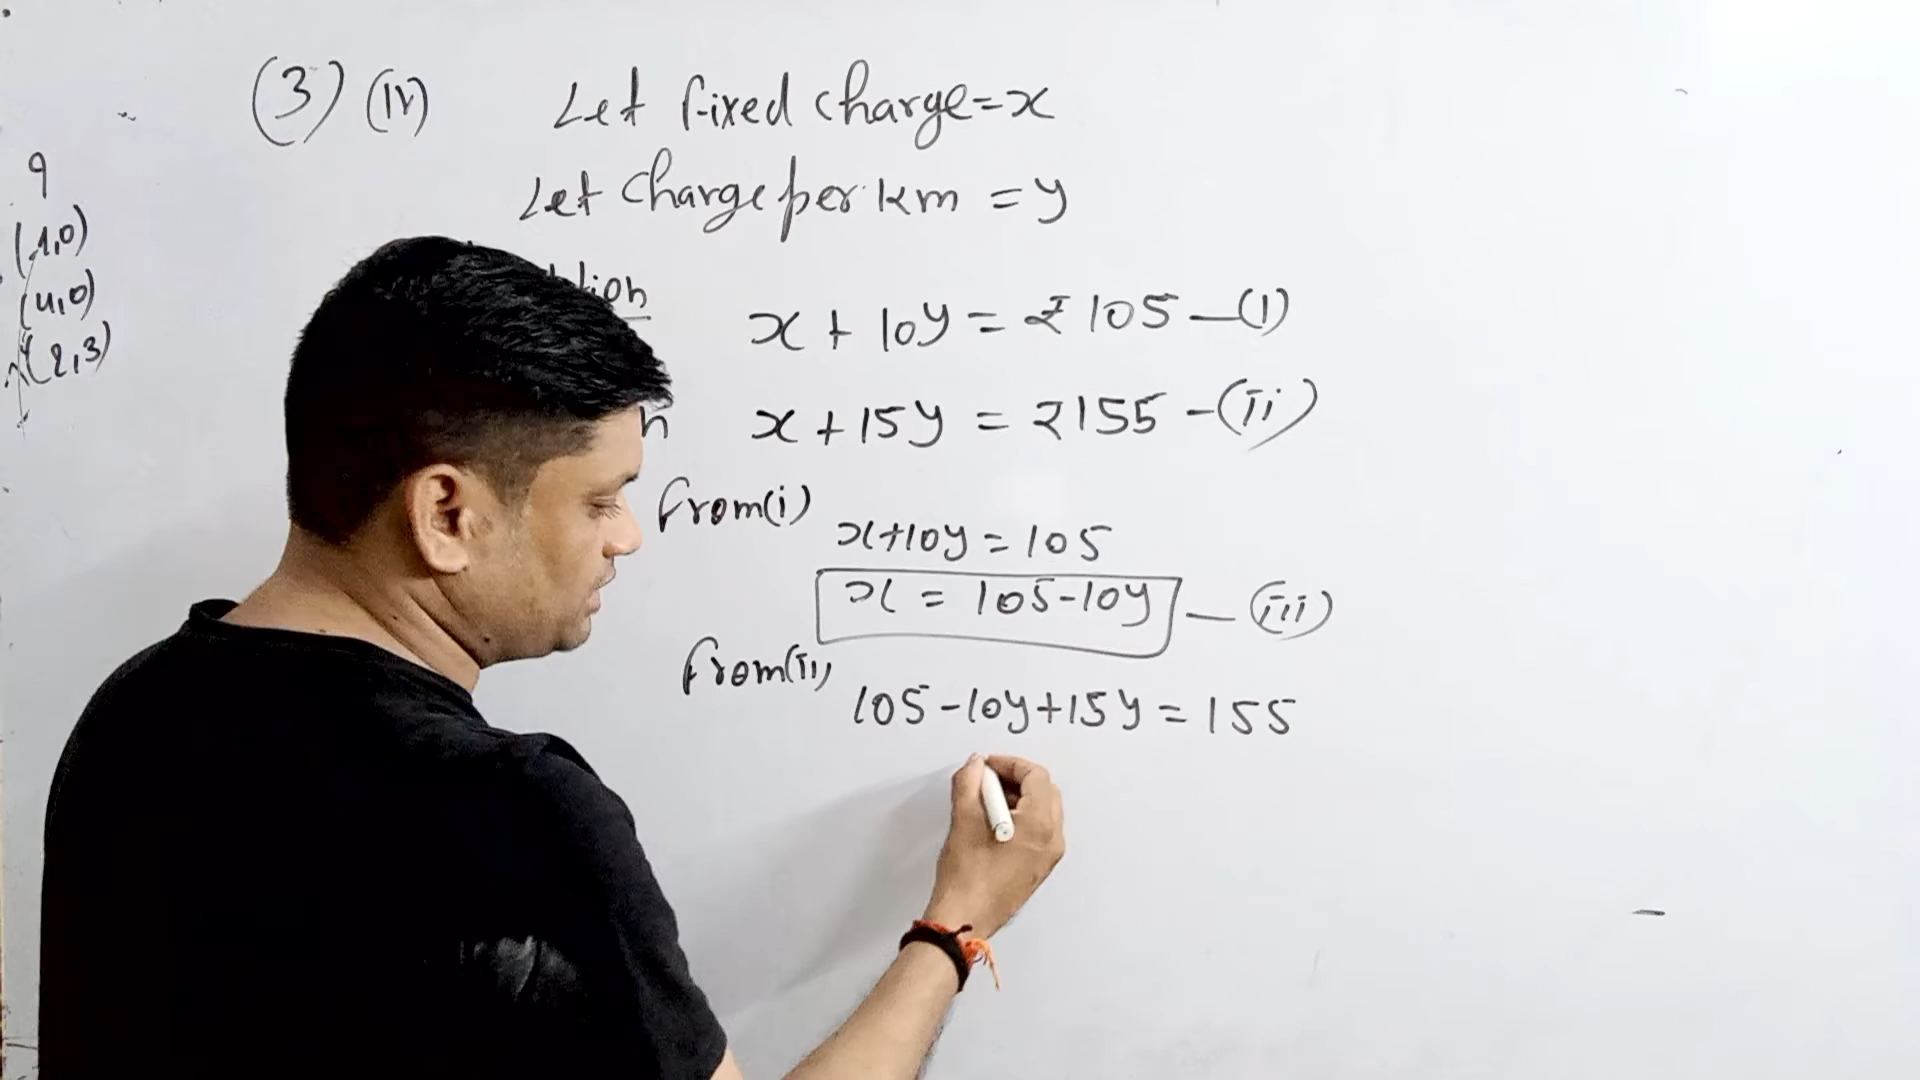 (3) (iv) Let fixed charge = x
Let charge per km = y
x + 10y = ₹ 105 — (i)
x + 15y = ₹155 — (ii)
from (i)
x + 10y = 105
x = 105 - 10y — (iii)
from (ii)
105 - 10y + 15y = 155
9
(1,0)
(4,0)
(2,3)